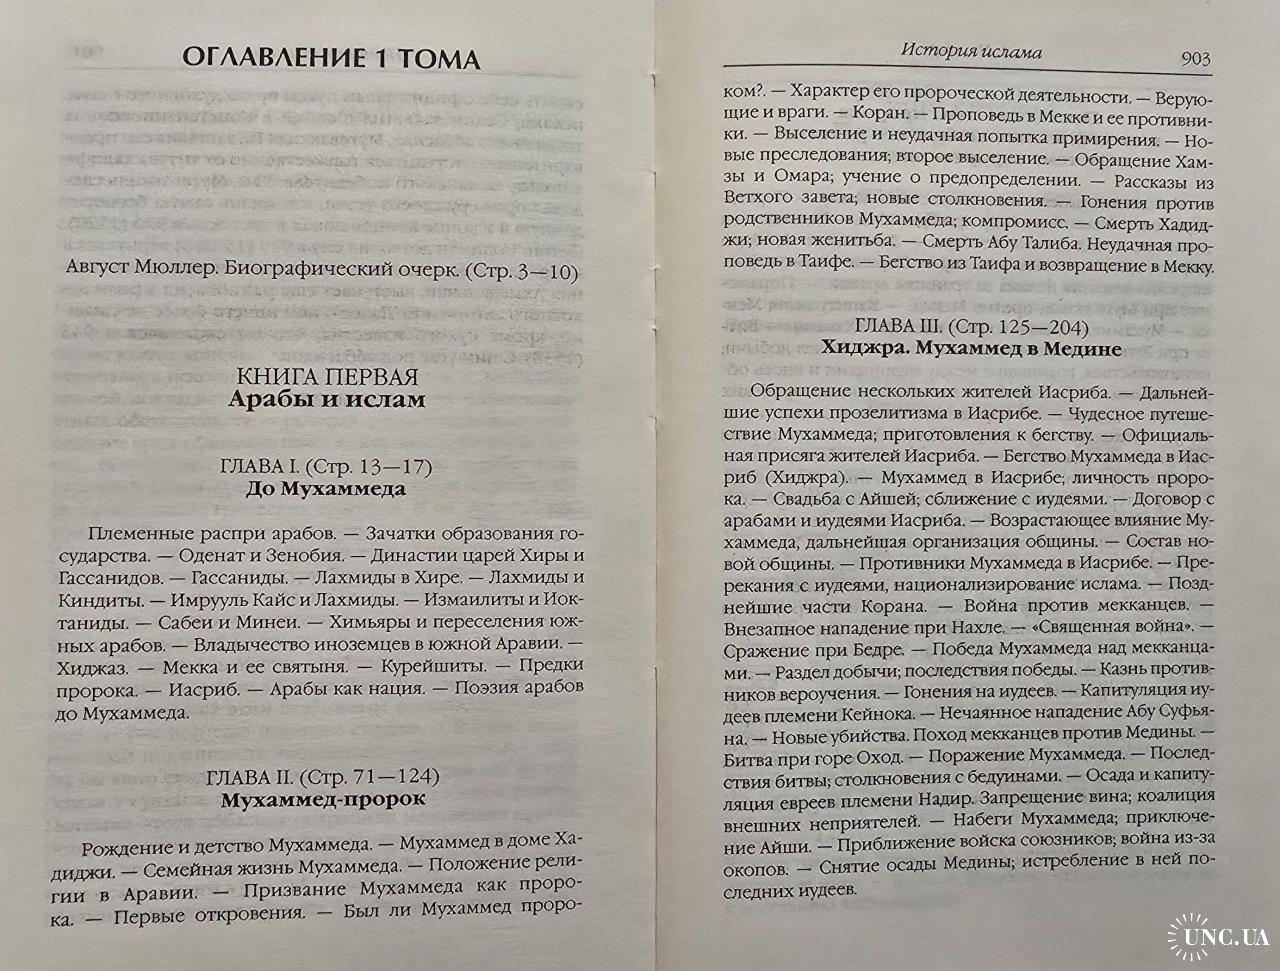 ОГЛАВЛЕНИЕ 1 ТОМА
Август Мюллер. Биографический очерк. (Стр. 3—10)
КНИГА ПЕРВАЯ
Арабы и ислам
ГЛАВА I. (Стр. 13—17)
До Мухаммеда
Племенные распри арабов. — Зачатки образования го-
сударства. — Оденат и Зенобия. — Династии царей Хиры и
Гассанидов. — Гассаниды. — Лахмиды в Хире. — Лахмиды и
Киндиты. — Имрууль Кайс и Лахмиды. — Измаилиты и Иок-
таниды. — Сабеи и Минеи. — Химьяры и переселения юж-
ных арабов. — Владычество иноземцев в южной Аравии. —
Хиджаз. — Мекка и ее святыня. — Курейшиты. — Предки
пророка. — Иасриб. — Арабы как нация. — Поэзия арабов
до Мухаммеда.
ГЛАВА II. (Стр. 71—124)
Мухаммед-пророк
Рождение и детство Мухаммеда. — Мухаммед в доме Ха-
диджи. — Семейная жизнь Мухаммеда. — Положение рели-
гии в Аравии. — Призвание Мухаммеда как проро-
ка. — Первые откровения. — Был ли Мухаммед проро-
История ислама 903
ком?. — Характер его пророческой деятельности. — Верую-
щие и враги. — Коран. — Проповедь в Мекке и ее противни-
ки. — Выселение и неудачная попытка примирения. — Но-
вые преследования; второе выселение. — Обращение Хам-
зы и Омара; учение о предопределении. — Рассказы из
Ветхого завета; новые столкновения. — Гонения против
родственников Мухаммеда; компромисс. — Смерть Хадид-
жи; новая женитьба. — Смерть Абу Талиба. Неудачная про-
поведь в Таифе. — Бегство из Таифа и возвращение в Мекку.
ГЛАВА III. (Стр. 125—204)
Хиджра. Мухаммед в Медине
Обращение нескольких жителей Иасриба. — Дальней-
шие успехи прозелитизма в Иасрибе. — Чудесное путеше-
ствие Мухаммеда; приготовления к бегству. — Официаль-
ная присяга жителей Иасриба. — Бегство Мухаммеда в Иас-
риб (Хиджра). — Мухаммед в Иасрибе; личность проро-
ка. — Свадьба с Айшей; сближение с иудеями. — Договор с
арабами и иудеями Иасриба. — Возрастающее влияние Му-
хаммеда, дальнейшая организация общины. — Состав но-
вой общины. — Противники Мухаммеда в Иасрибе. — Пре-
рекания с иудеями, национализирование ислама. — Позд-
нейшие части Корана. — Война против мекканцев. —
Внезапное нападение при Нахле. — «Священная война». —
Сражение при Бедре. — Победа Мухаммеда над мекканца-
ми. — Раздел добычи; последствия победы. — Казнь против-
ников вероучения. — Гонения на иудеев. — Капитуляция иу-
деев племени Кейнока. — Нечаянное нападение Абу Суфья-
на. — Новые убийства. Поход мекканцев против Медины. —
Битва при горе Оход. — Поражение Мухаммеда. — Послед-
ствия битвы; столкновения с бедуинами. — Осада и капиту-
ляция евреев племени Надир. Запрещение вина; коалиция
внешних неприятелей. — Набеги Мухаммеда; приключе-
ние Айши. — Приближение войска союзников; война из-за
окопов. — Снятие осады Медины; истребление в ней по-
следних иудеев.
UNC.UA